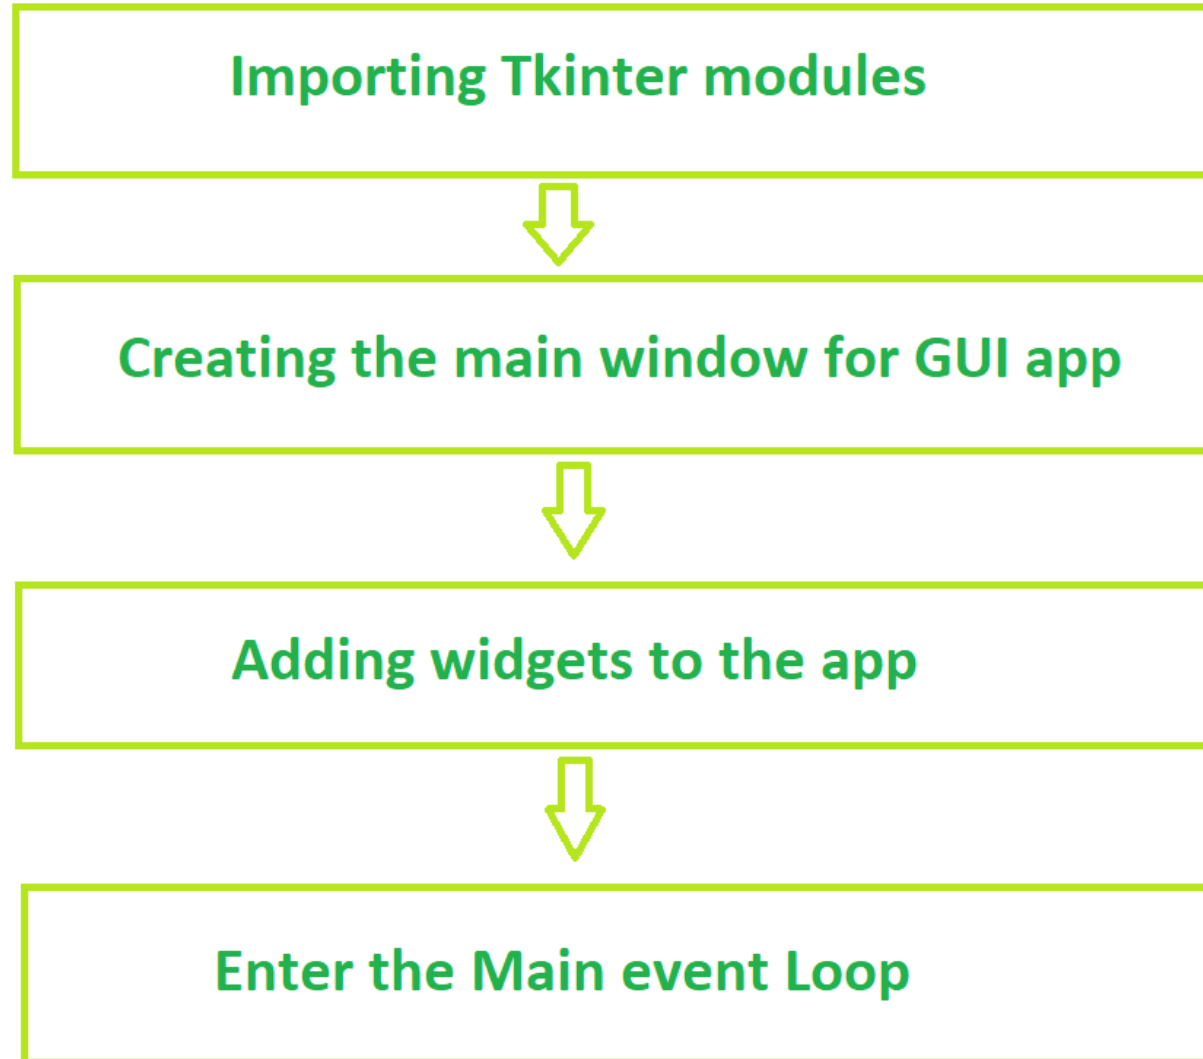 Importing Tkinter modules
Creating the main window for GUI app
Adding widgets to the app
Enter the Main event Loop